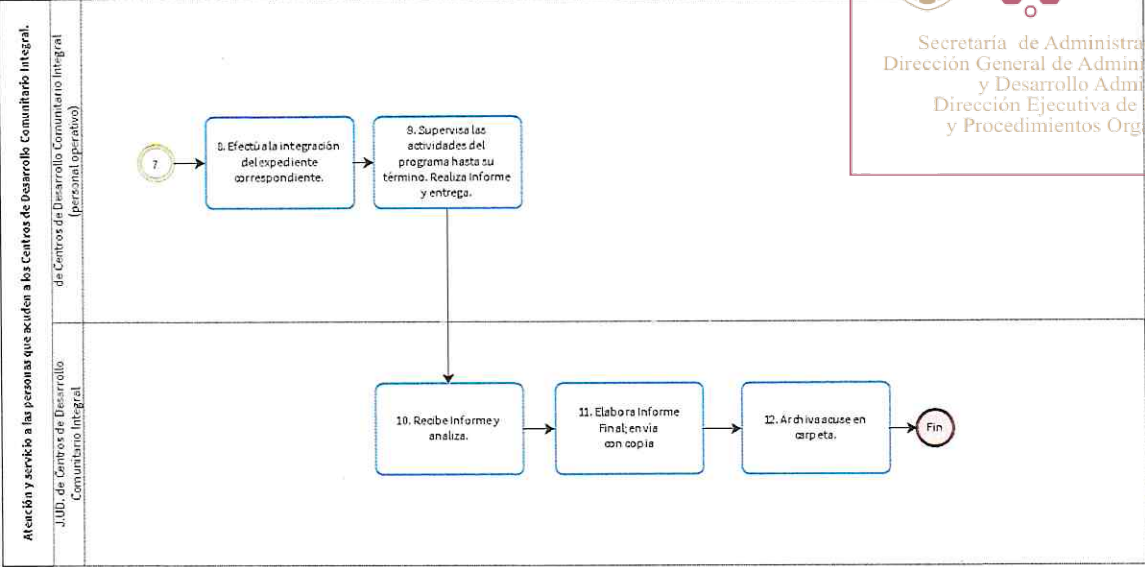 Secretaría de Administra
Dirección General de Admini
y Desarrollo Admi
Dirección Ejecutiva de
y Procedimientos Org
Atención y servicio a las personas que acuden a los Centros de Desarrollo Comunitario Integral.
de Centros de Desarrollo Comunitario Integral
(personal operativo)
7
8. Efectúa la integración
del expediente
correspondiente.
9. Supervisa las
actividades del
programa hasta su
término. Realiza Informe
y entrega.
J.UD. de Centros de Desarrollo
Comunitario Integral
10. Recibe Informe y
analiza.
11. Elabora Informe
Final; envía
con copia
12. Archiva acuse en
carpeta.
Fin